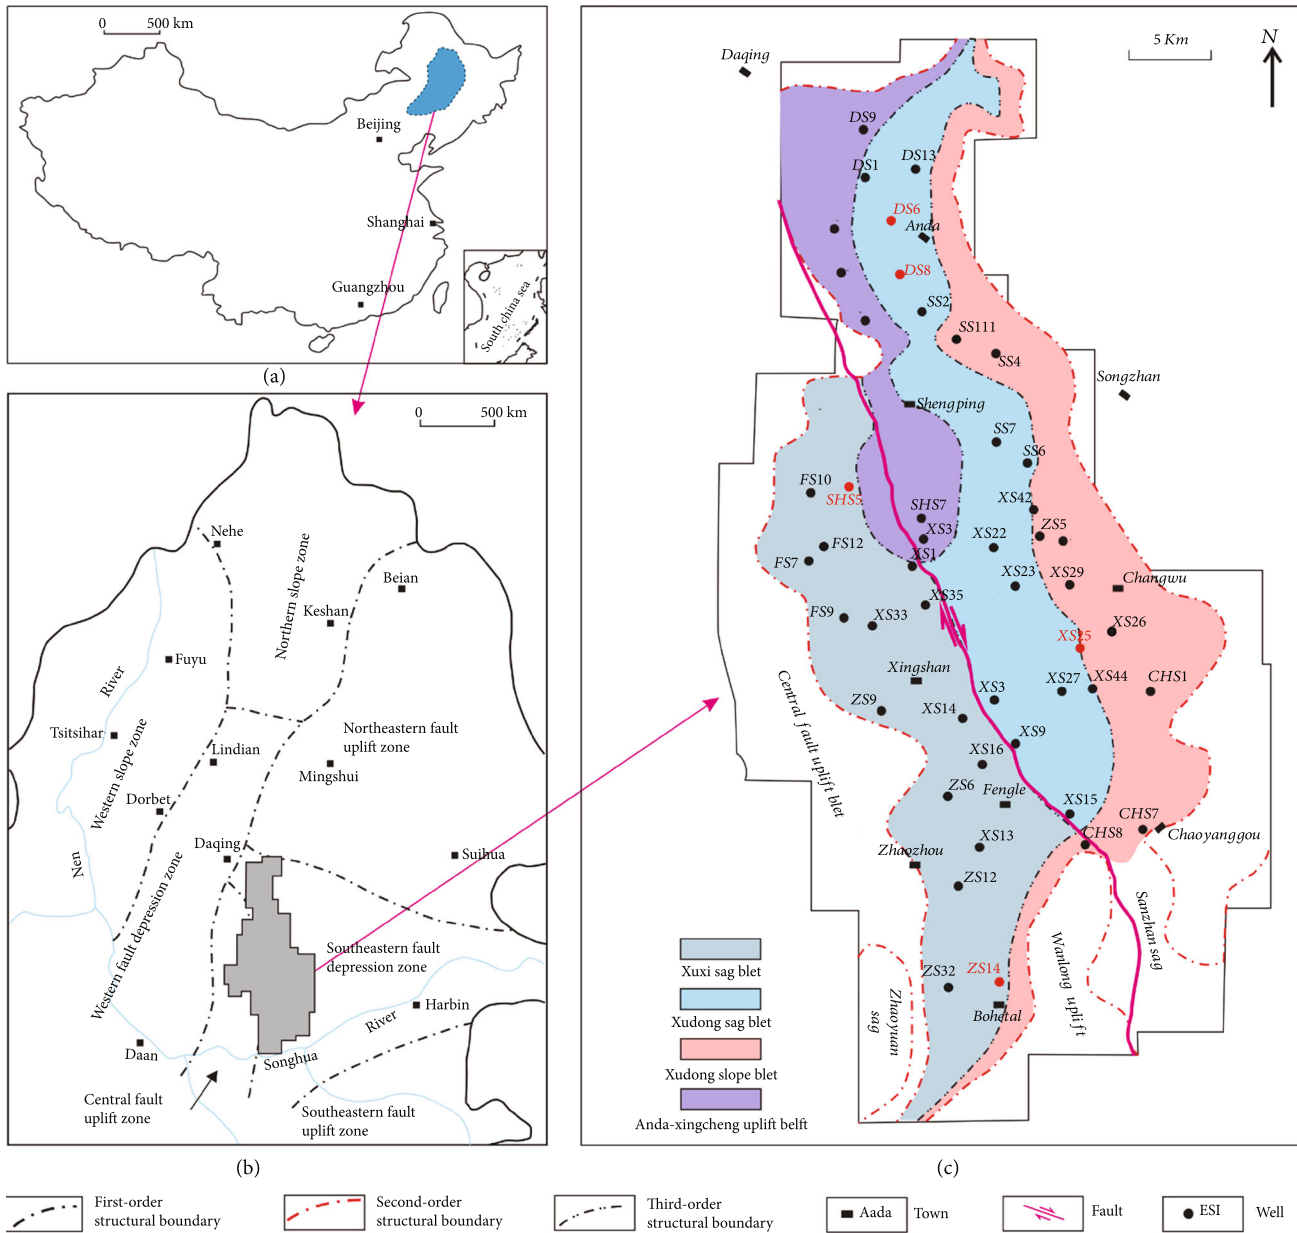 0 500 km
Beijing
Shanghai
Guangzhou
South china sea
(a)
0 500 km
Nehe
Northern slope zone
Beian
Keshan
Fuyu
River
Tsitsihar
Western slope zone
Northeastern fault
uplift zone
Lindian
Mingshui
Dorbet
Daqing
Suihua
Nen
Western fault depression zone
Southeastern fault
depression zone
Harbin
River
Songhua
Daan
Central fault
uplift zone
Southeastern fault
uplift zone
(b)
5 Km
N
Daqing
DS9
DS1
DS13
DS6
Anda
DS8
SS2
SS111
SS4
Songzhan
Shengping
SS7
SS6
FS10
SHS5
XS42
SHS7
XS3
ZS5
FS12
XS22
FS7
XS1
XS23
XS29
Changwu
XS35
FS9
XS33
XS26
XS25
Xingshan
Central fault uplift blet
ZS9
XS3
XS27
XS44
CHS1
XS14
XS9
XS16
ZS6
Fengle
XS15
CHS7
Chaoyanggou
CHS8
XS13
Zhaozhou
ZS12
Sanzhan sag
Wanlong uplift
ZS32
ZS14
Bohetal
Zhaoyuan
sag
Xuxi sag blet
Xudong sag blet
Xudong slope blet
Anda-xingcheng uplift belft
(c)
First-order
structural boundary
Second-order
structural boundary
Third-order
structural boundary
Aada Town
Fault
ESI Well